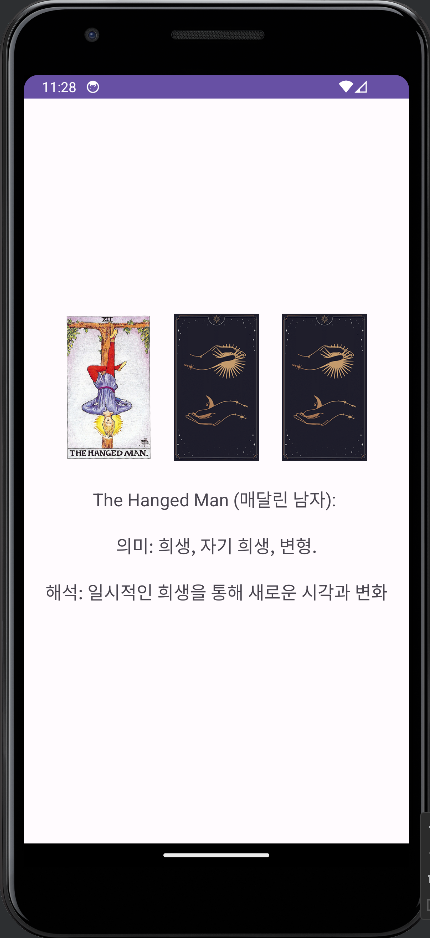 11:28
XII
THE HANGED MAN.
The Hanged Man (매달린 남자):
의미: 희생, 자기 희생, 변형.
해석: 일시적인 희생을 통해 새로운 시각과 변화